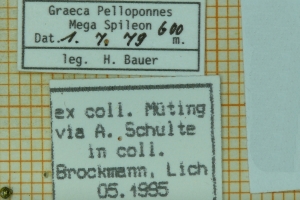 Graeca Pelloponnes
Mega Spileon 600
Dat. 1. 7. 79 m.
leg. H. Bauer
ex coll. Müting
via A. Schulte
in coll.
Brockmann, Lich
05.1995